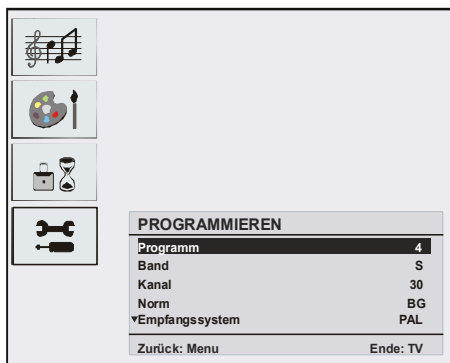 PROGRAMMIEREN
Programm 4
Band S
Kanal 30
Norm BG
▾Empfangssystem PAL
Zurück: Menu Ende: TV